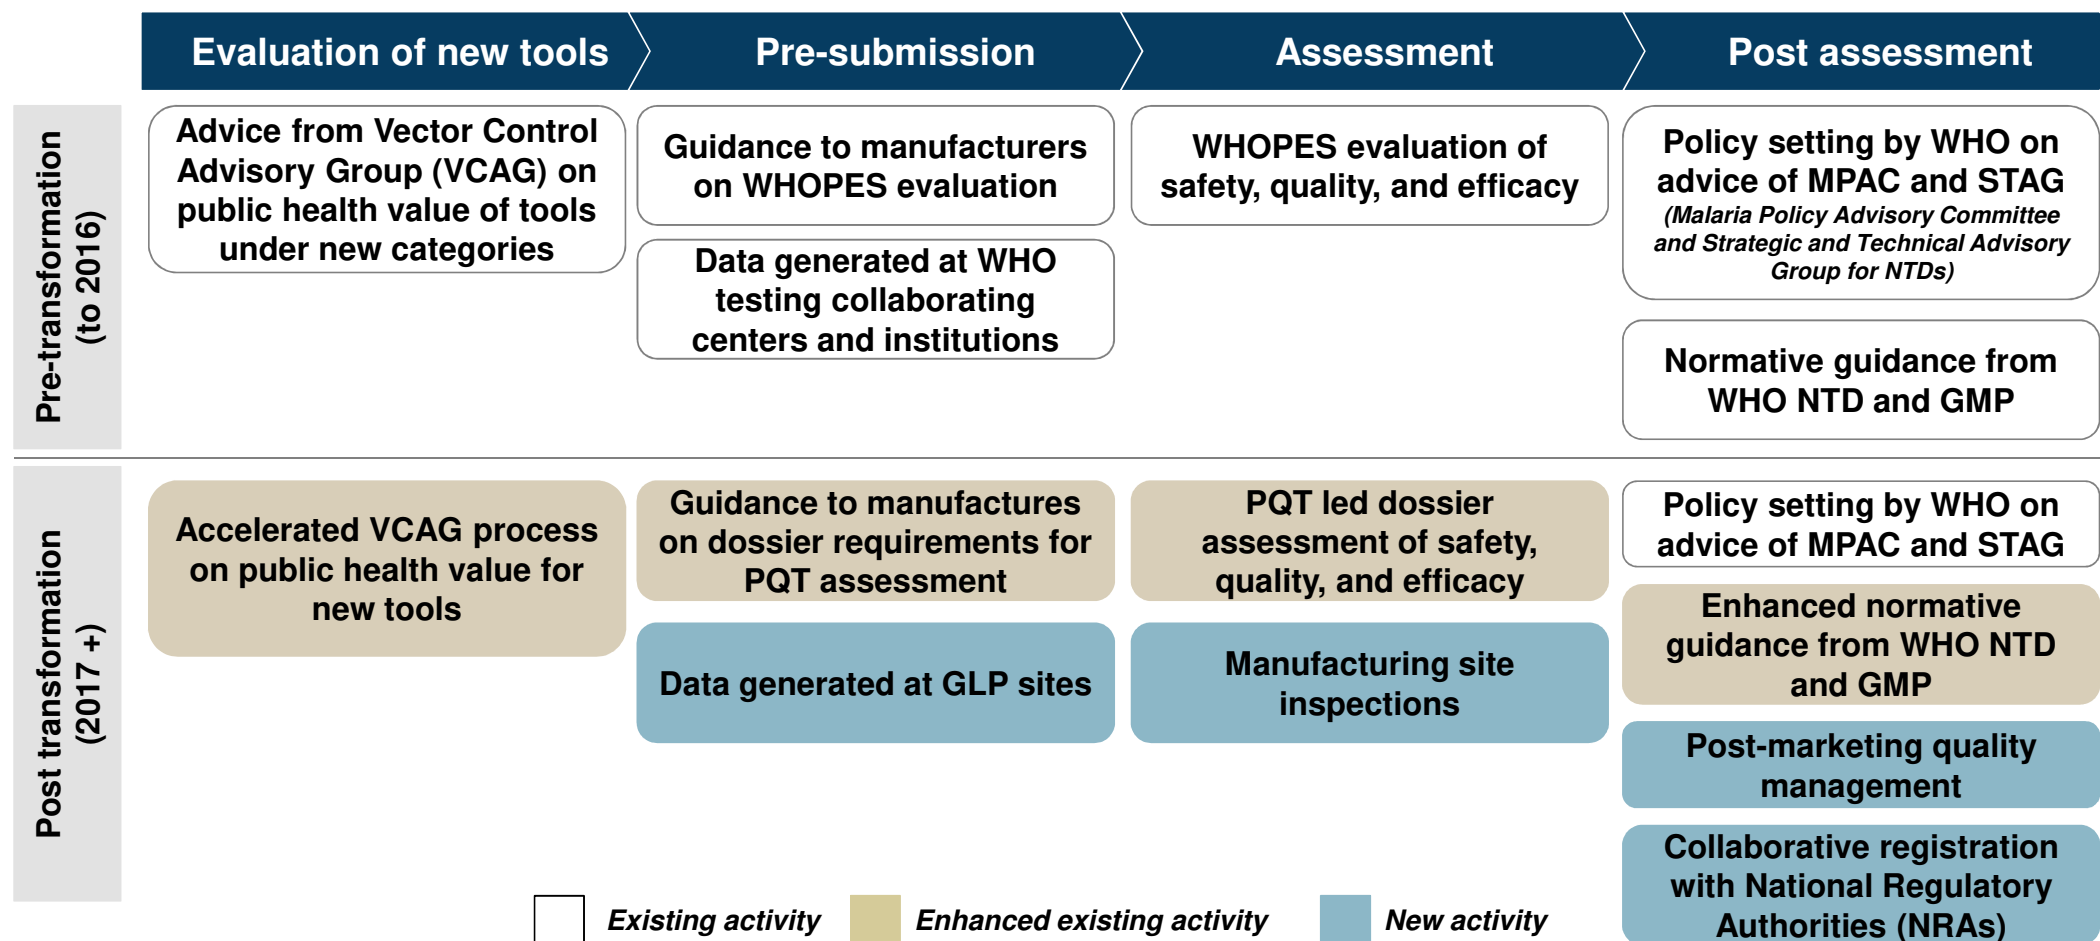 Evaluation of new tools
Pre-submission
Assessment
Post assessment
Pre-transformation
(to 2016)
Advice from Vector Control
Advisory Group (VCAG) on
public health value of tools
under new categories
Guidance to manufacturers
on WHOPES evaluation
Data generated at WHO
testing collaborating
centers and institutions
WHOPES evaluation of
safety, quality, and efficacy
Policy setting by WHO on
advice of MPAC and STAG
(Malaria Policy Advisory Committee
and Strategic and Technical Advisory
Group for NTDs)
Normative guidance from
WHO NTD and GMP
Post transformation
(2017 +)
Accelerated VCAG process
on public health value for
new tools
Guidance to manufactures
on dossier requirements for
PQT assessment
Data generated at GLP sites
PQT led dossier
assessment of safety,
quality, and efficacy
Manufacturing site
inspections
Policy setting by WHO on
advice of MPAC and STAG
Enhanced normative
guidance from WHO NTD
and GMP
Post-marketing quality
management
Collaborative registration
with National Regulatory
Authorities (NRAs)
Existing activity
Enhanced existing activity
New activity